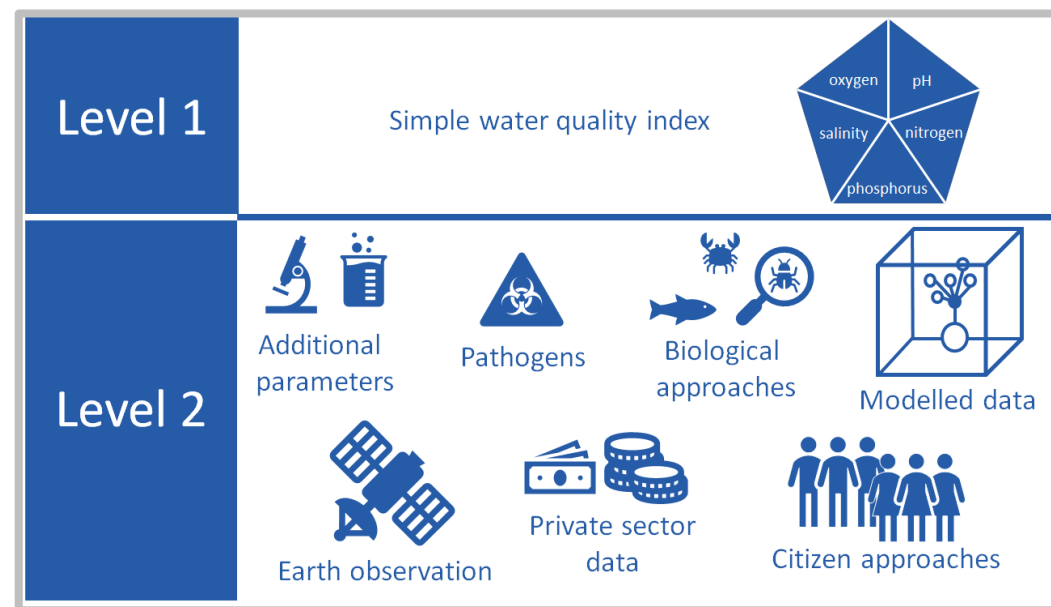 Level 1
Simple water quality index
oxygen
pH
salinity
nitrogen
phosphorus
Level 2
Additional
parameters
Pathogens
Biological
approaches
Modelled data
Earth observation
Private sector
data
Citizen approaches